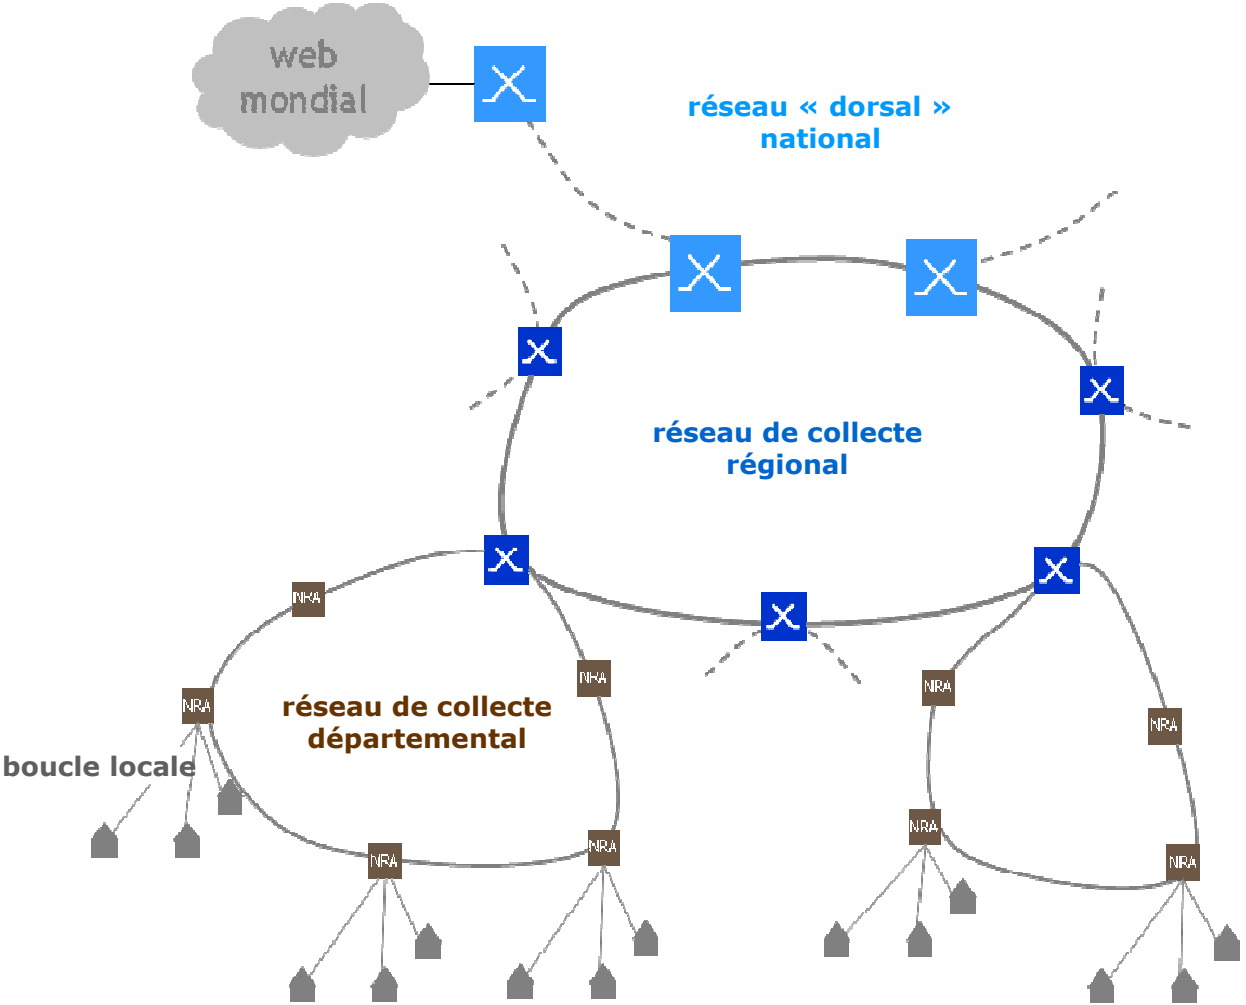 web
mondial
réseau « dorsal »
national
réseau de collecte
régional
NRA
NRA
NRA
réseau de collecte
départemental
NRA
NRA
boucle locale
NRA
NRA
NRA
NRA